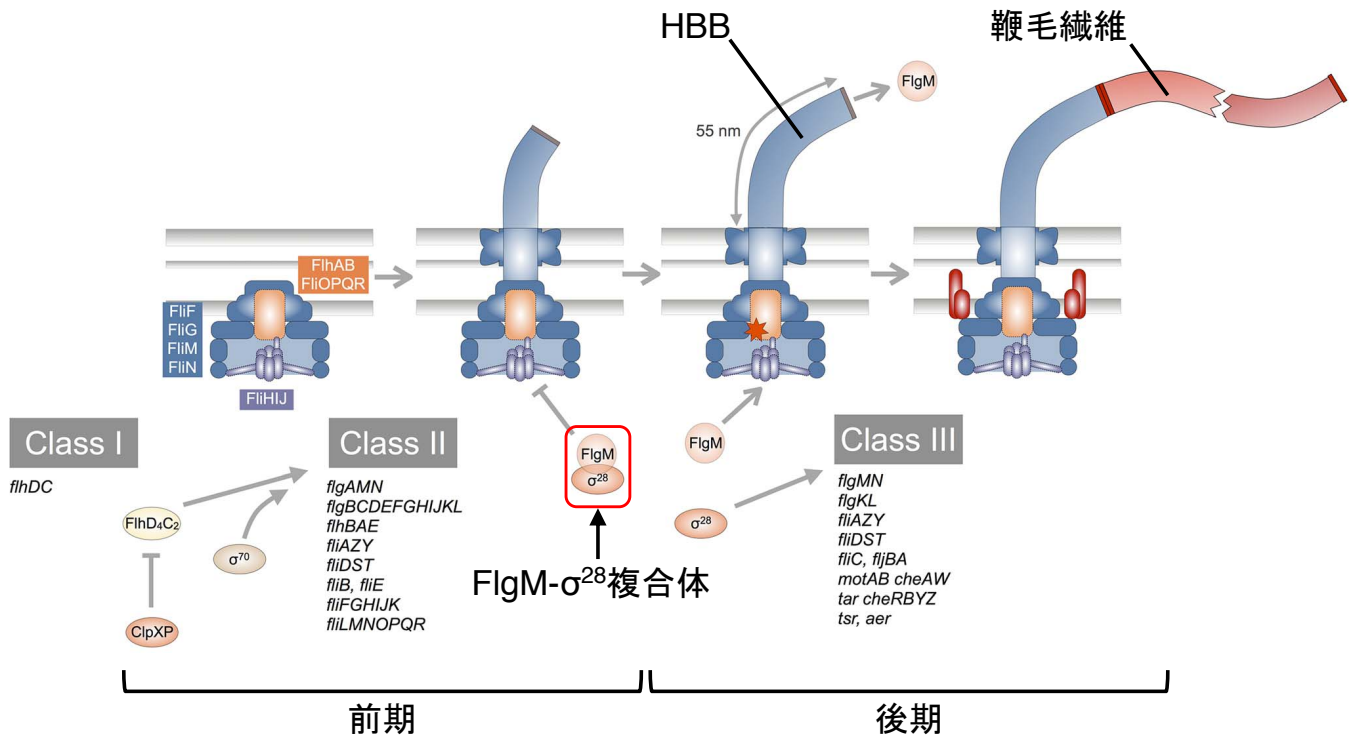 HBB
鞭毛繊維
FlgM
55 nm
FlhAB
FliOPQR
FliF
FliG
FliM
FliN
FliHIJ
Class I
flhDC
FlhD₄C₂
ClpXP
σ⁷⁰
Class II
flgAMN
flgBCDEFGHIJKL
flhBAE
fliAZY
fliDST
fliB, fliE
fliFGHIJK
fliLMNOPQR
FlgM
σ²⁸
FlgM-σ²⁸複合体
FlgM
σ²⁸
Class III
flgMN
flgKL
fliAZY
fliDST
fliC, fljBA
motAB cheAW
tar cheRBYZ
tsr, aer
前期
後期